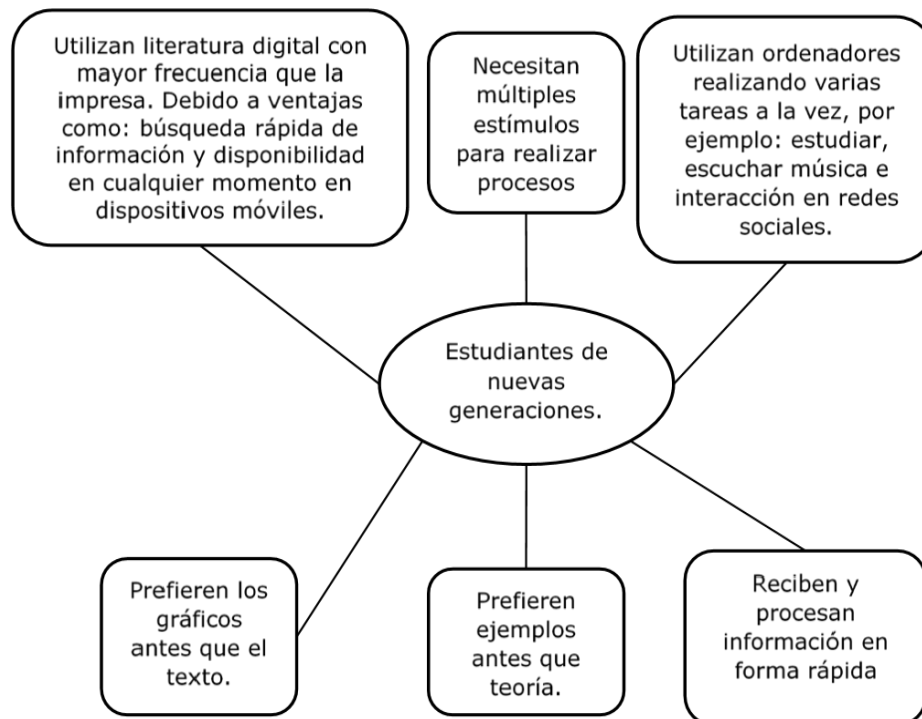 Utilizan literatura digital con
mayor frecuencia que la
impresa. Debido a ventajas
como: búsqueda rápida de
información y disponibilidad
en cualquier momento en
dispositivos móviles.
Necesitan
múltiples
estímulos
para realizar
procesos
Utilizan ordenadores
realizando varias
tareas a la vez, por
ejemplo: estudiar,
escuchar música e
interacción en redes
sociales.
Estudiantes de
nuevas
generaciones.
Prefieren los
gráficos
antes que el
texto.
Prefieren
ejemplos
antes que
teoría.
Reciben y
procesan
información en
forma rápida